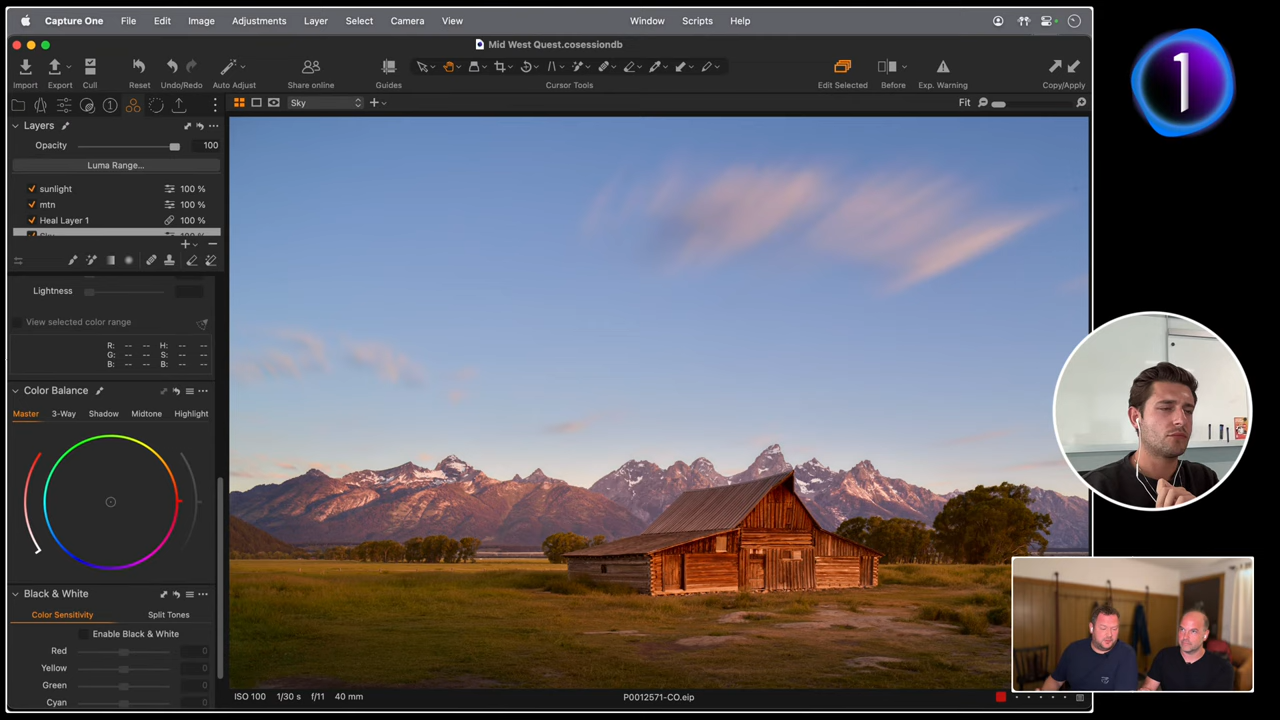 Capture One File Edit Image Adjustments Layer Select Camera View Window Scripts Help
Mid West Quest.cosessiondb
Import Export Cull Reset Undo/Redo Auto Adjust Share online Guides Cursor Tools Edit Selected Before Exp. Warning Copy/Apply
Sky
Fit
Layers
Opacity 100
Luma Range...
sunlight 100 %
mtn 100 %
Heal Layer 1 100 %
Lightness
View selected color range
R: -- -- H: -- --
G: -- -- S: -- --
B: -- -- B: -- --
Color Balance
Master 3-Way Shadow Midtone Highlight
Black & White
Color Sensitivity Split Tones
Enable Black & White
Red 0
Yellow 0
Green 0
Cyan 0
ISO 100 1/30 s f/11 40 mm P0012571-CO.eip
1